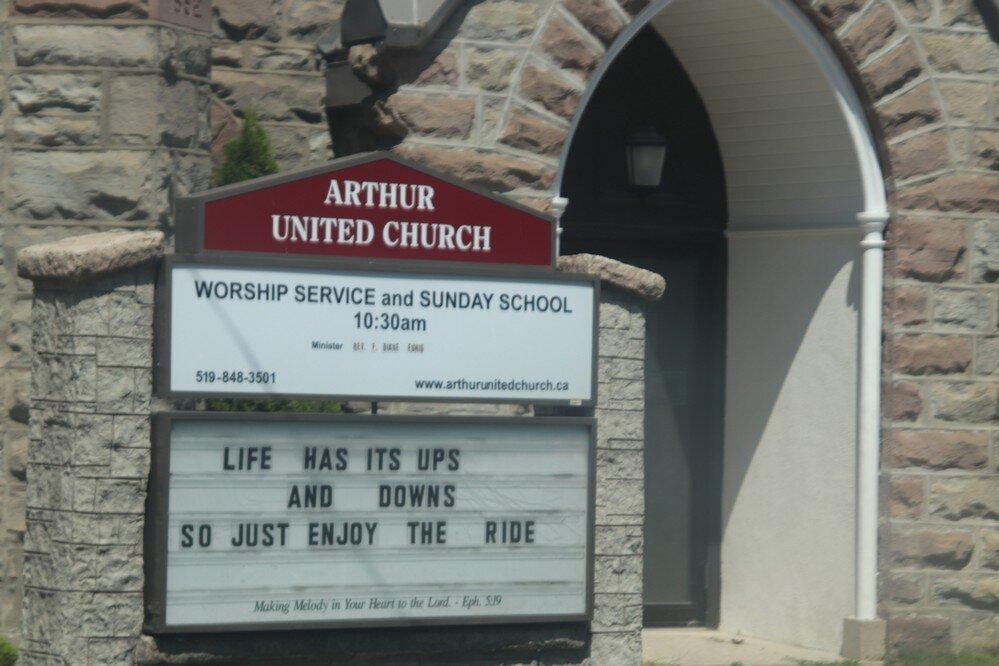 ARTHUR
UNITED CHURCH
WORSHIP SERVICE and SUNDAY SCHOOL
10:30am
Minister REV. F. DIANE
519-848-3501
www.arthurunitedchurch.ca
LIFE HAS ITS UPS
AND DOWNS
SO JUST ENJOY THE RIDE
Making Melody in Your Heart to the Lord. - Eph. 5:19